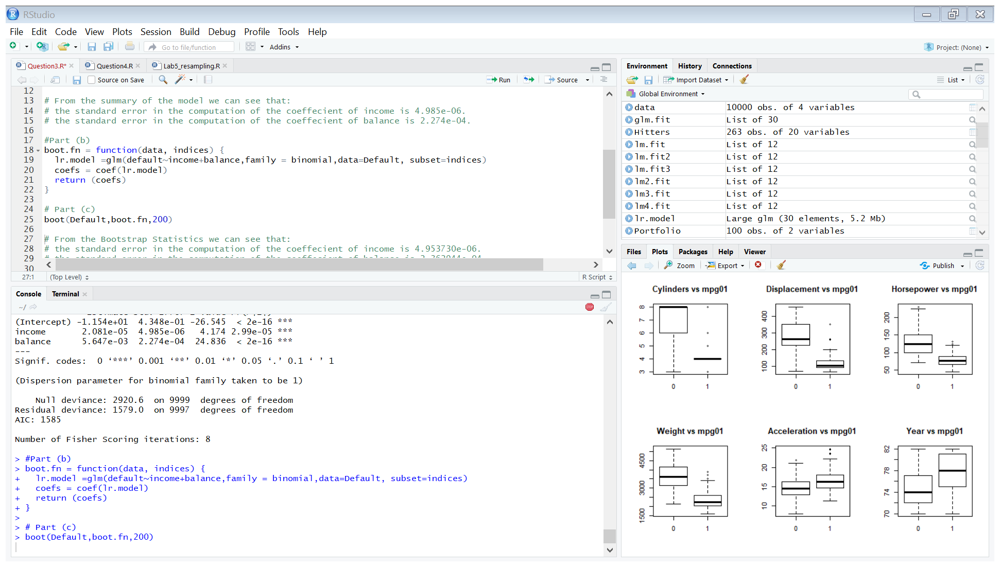 RStudio
File Edit Code View Plots Session Build Debug Profile Tools Help
Go to file/function Addins Project: (None)
Question3.R* Question4.R Lab5_resampling.R
Source on Save Run Source
12
13 # From the summary of the model we can see that:
14 # the standard error in the computation of the coeffecient of income is 4.985e-06.
15 # the standard error in the computation of the coeffecient of balance is 2.274e-04.
16
17 #Part (b)
18 boot.fn = function(data, indices) {
19 lr.model =glm(default~income+balance,family = binomial,data=Default, subset=indices)
20 coefs = coef(lr.model)
21 return (coefs)
22 }
23
24 # Part (c)
25 boot(Default,boot.fn,200)
26
27 # From the Bootstrap Statistics we can see that:
28 # the standard error in the computation of the coeffecient of income is 4.953730e-06.
29 # the standard error in the computation of the coeffecient of balance is
30
27:1 (Top Level) R Script
Console Terminal
~/
(Intercept) -1.154e+01 4.348e-01 -26.545 < 2e-16 ***
income 2.081e-05 4.985e-06 4.174 2.99e-05 ***
balance 5.647e-03 2.274e-04 24.836 < 2e-16 ***
---
Signif. codes: 0 ‘***’ 0.001 ‘**’ 0.01 ‘*’ 0.05 ‘.’ 0.1 ‘ ’ 1
(Dispersion parameter for binomial family taken to be 1)
Null deviance: 2920.6 on 9999 degrees of freedom
Residual deviance: 1579.0 on 9997 degrees of freedom
AIC: 1585
Number of Fisher Scoring iterations: 8
> #Part (b)
> boot.fn = function(data, indices) {
+ lr.model =glm(default~income+balance,family = binomial,data=Default, subset=indices)
+ coefs = coef(lr.model)
+ return (coefs)
+ }
>
> # Part (c)
> boot(Default,boot.fn,200)
Environment History Connections
Import Dataset List
Global Environment
data 10000 obs. of 4 variables
glm.fit List of 30
Hitters 263 obs. of 20 variables
lm.fit List of 12
lm.fit2 List of 12
lm.fit3 List of 12
lm2.fit List of 12
lm3.fit List of 12
lm4.fit List of 12
lr.model Large glm (30 elements, 5.2 Mb)
Portfolio 100 obs. of 2 variables
Files Plots Packages Help Viewer
Zoom Export Publish
Cylinders vs mpg01
3 4 5 6 7 8
0 1
Displacement vs mpg01
100 200 300 400
0 1
Horsepower vs mpg01
50 100 150 200
0 1
Weight vs mpg01
1500 3000 4500
0 1
Acceleration vs mpg01
10 15 20 25
0 1
Year vs mpg01
70 74 78 82
0 1